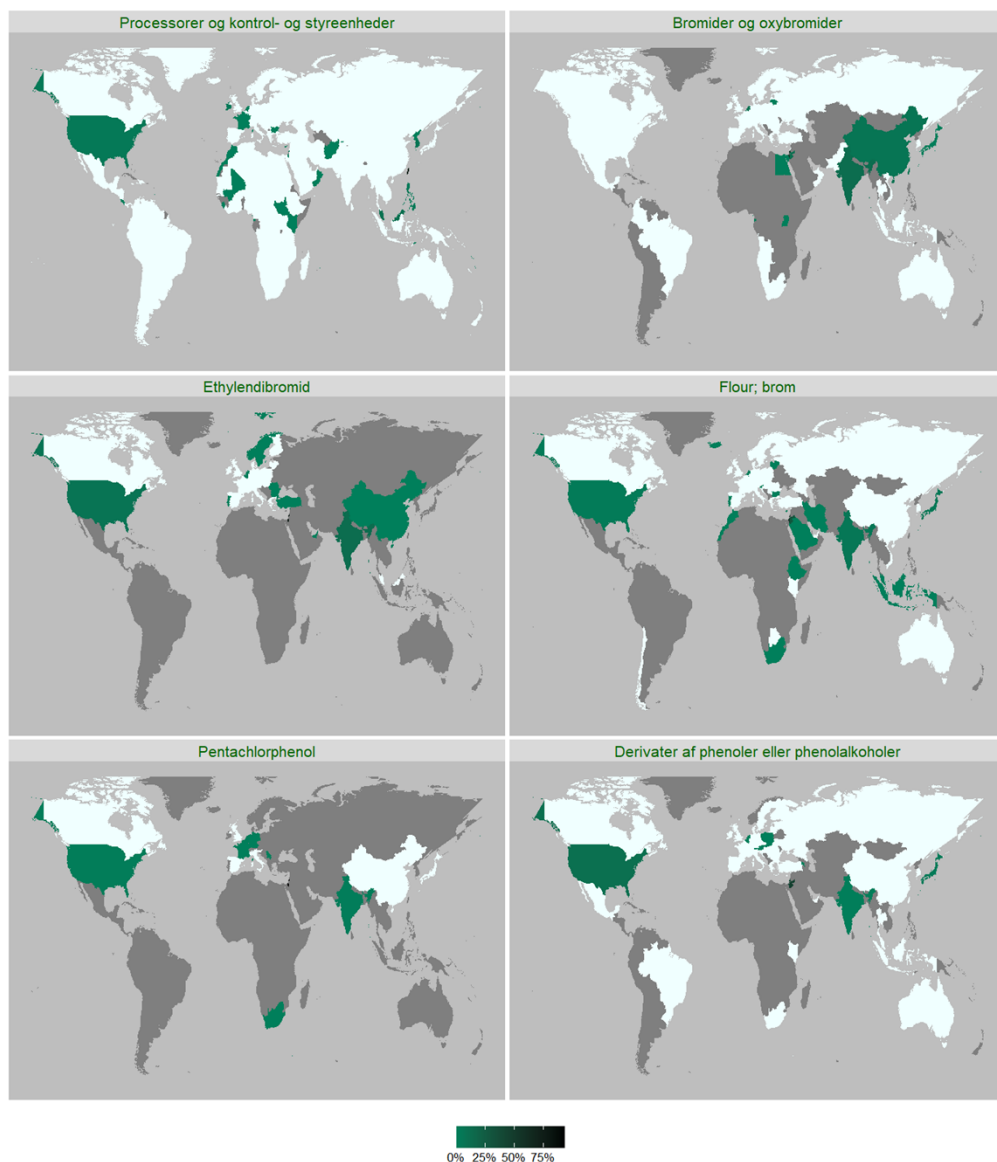 Processorer og kontrol- og styreenheder
Bromider og oxybromider
Ethylendibromid
Flour; brom
Pentachlorphenol
Derivater af phenoler eller phenolalkoholer
0% 25% 50% 75%